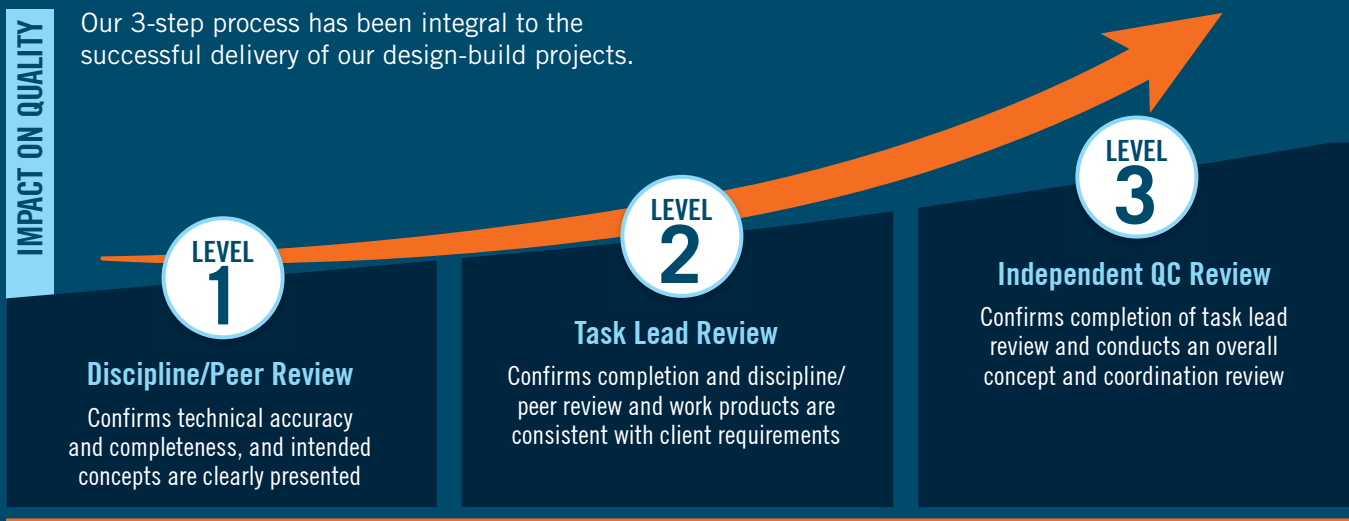 IMPACT ON QUALITY
Our 3-step process has been integral to the
successful delivery of our design-build projects.
LEVEL
1
Discipline/Peer Review
Confirms technical accuracy
and completeness, and intended
concepts are clearly presented
LEVEL
2
Task Lead Review
Confirms completion and discipline/
peer review and work products are
consistent with client requirements
LEVEL
3
Independent QC Review
Confirms completion of task lead
review and conducts an overall
concept and coordination review